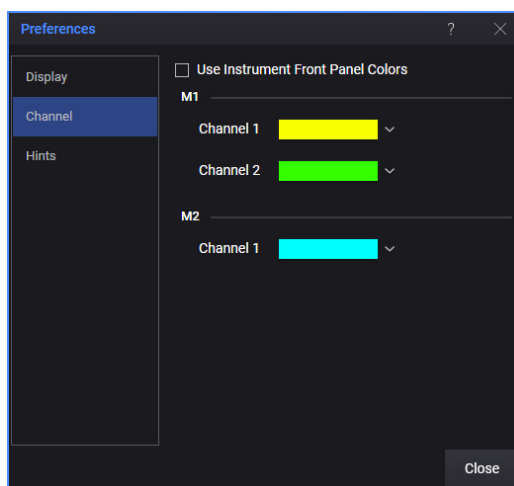 Preferences
?
Display
Channel
Hints
Use Instrument Front Panel Colors
M1
Channel 1
Channel 2
M2
Channel 1
Close